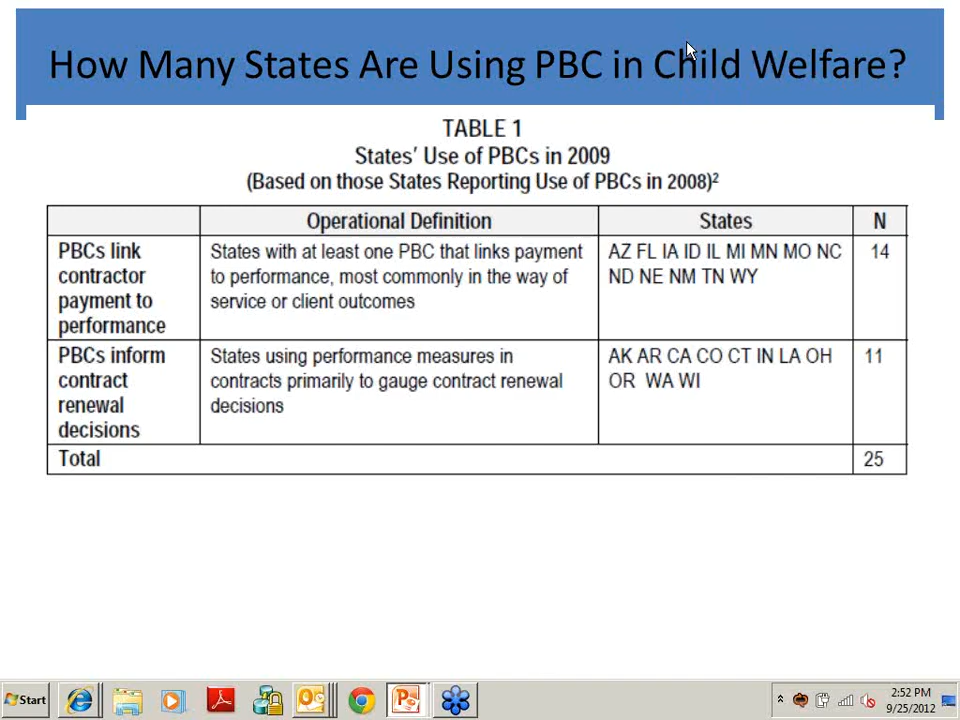 How Many States Are Using PBC in Child Welfare?
TABLE 1
States' Use of PBCs in 2009
(Based on those States Reporting Use of PBCs in 2008)²
Operational Definition States N
PBCs link
contractor
payment to
performance
States with at least one PBC that links payment
to performance, most commonly in the way of
service or client outcomes
AZ FL IA ID IL MI MN MO NC
ND NE NM TN WY
14
PBCs inform
contract
renewal
decisions
States using performance measures in
contracts primarily to gauge contract renewal
decisions
AK AR CA CO CT IN LA OH
OR WA WI
11
Total 25
Start
2:52 PM
9/25/2012